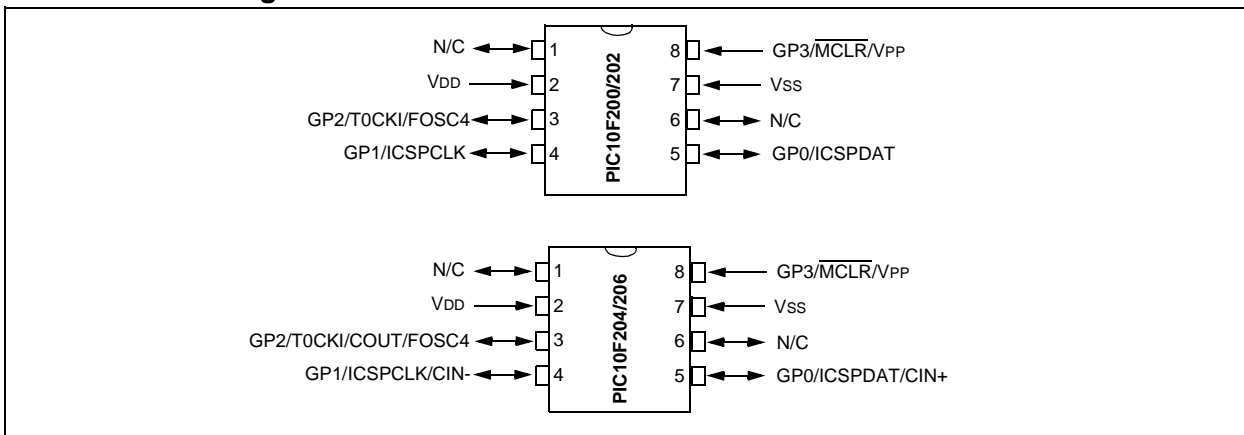 N/C 1 8 GP3/MCLR/VPP
VDD 2 7 VSS
GP2/T0CKI/FOSC4 3 6 N/C
GP1/ICSPCLK 4 5 GP0/ICSPDAT
PIC10F200/202
N/C 1 8 GP3/MCLR/VPP
VDD 2 7 VSS
GP2/T0CKI/COUT/FOSC4 3 6 N/C
GP1/ICSPCLK/CIN- 4 5 GP0/ICSPDAT/CIN+
PIC10F204/206